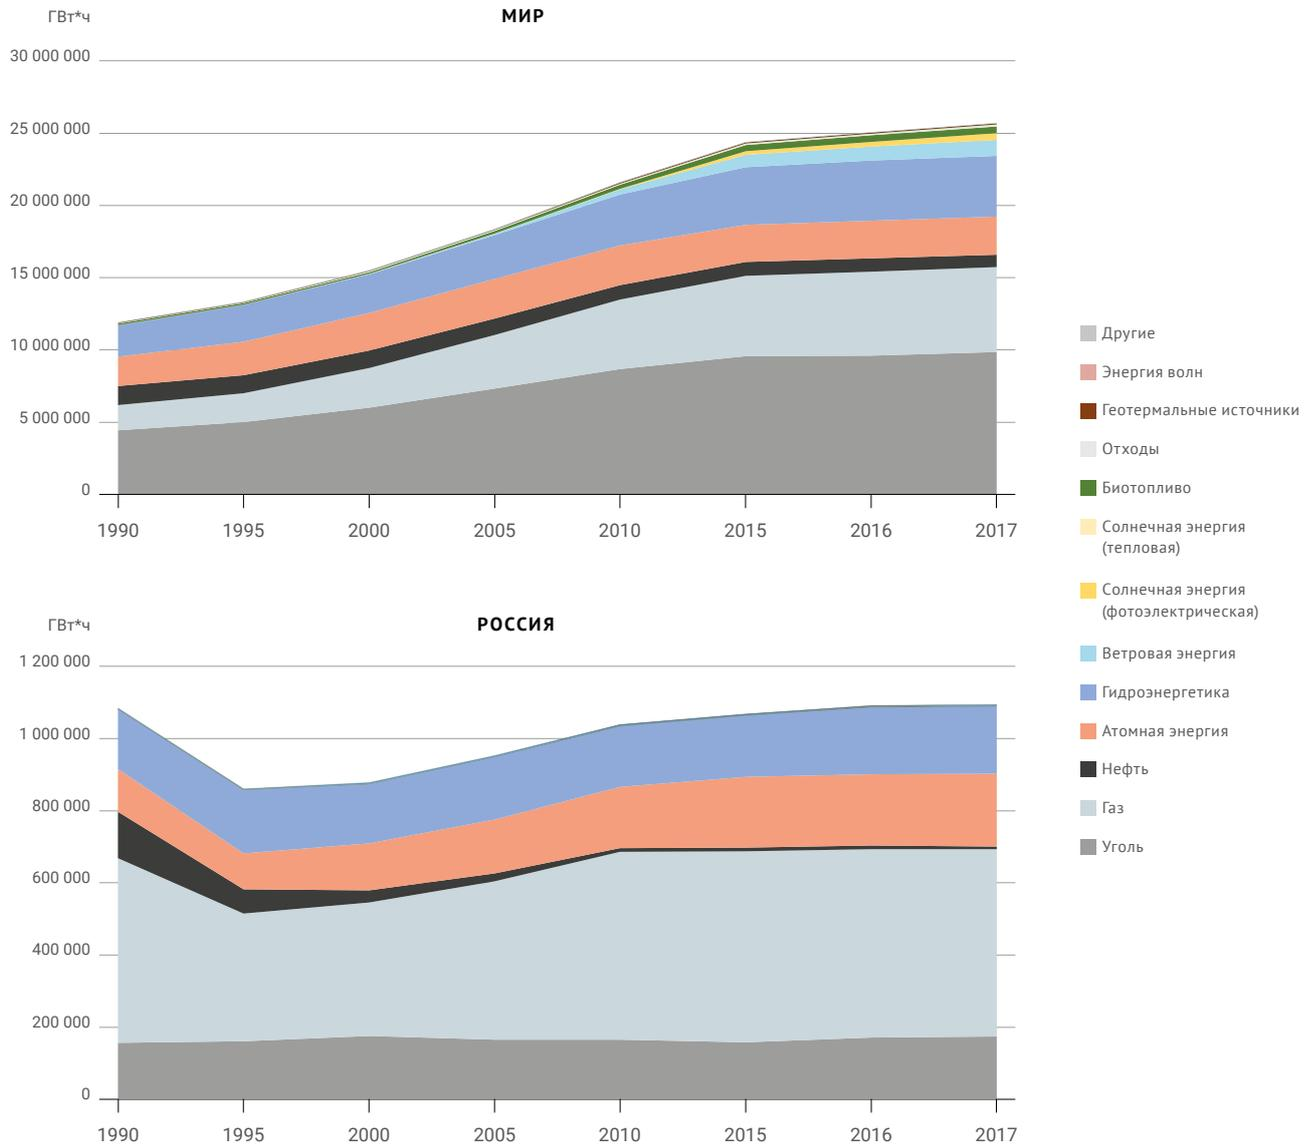 ГВт*ч
МИР
30 000 000
25 000 000
20 000 000
15 000 000
10 000 000
5 000 000
0
1990 1995 2000 2005 2010 2015 2016 2017
ГВт*ч
РОССИЯ
1 200 000
1 000 000
800 000
600 000
400 000
200 000
0
1990 1995 2000 2005 2010 2015 2016 2017
Другие
Энергия волн
Геотермальные источники
Отходы
Биотопливо
Солнечная энергия
(тепловая)
Солнечная энергия
(фотоэлектрическая)
Ветровая энергия
Гидроэнергетика
Атомная энергия
Нефть
Газ
Уголь